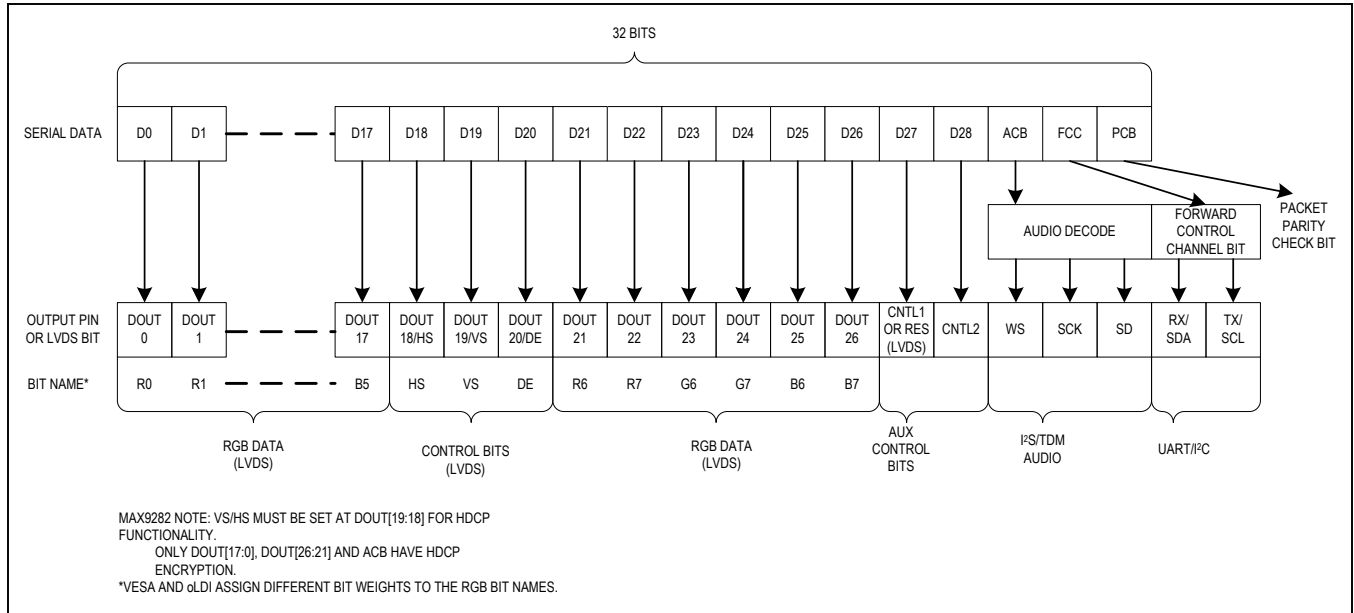 32 BITS
SERIAL DATA D0 D1 D17 D18 D19 D20 D21 D22 D23 D24 D25 D26 D27 D28 ACB FCC PCB
AUDIO DECODE
FORWARD
CONTROL
CHANNEL BIT
PACKET
PARITY
CHECK BIT
OUTPUT PIN
OR LVDS BIT
DOUT
0
DOUT
1
DOUT
17
DOUT
18/HS
DOUT
19/VS
DOUT
20/DE
DOUT
21
DOUT
22
DOUT
23
DOUT
24
DOUT
25
DOUT
26
CNTL1
OR RES
(LVDS)
CNTL2
WS
SCK
SD
RX/
SDA
TX/
SCL
BIT NAME* R0 R1 B5 HS VS DE R6 R7 G6 G7 B6 B7
RGB DATA
(LVDS)
CONTROL BITS
(LVDS)
RGB DATA
(LVDS)
AUX
CONTROL
BITS
I²S/TDM
AUDIO
UART/I²C
MAX9282 NOTE: VS/HS MUST BE SET AT DOUT[19:18] FOR HDCP
FUNCTIONALITY.
ONLY DOUT[17:0], DOUT[26:21] AND ACB HAVE HDCP
ENCRYPTION.
*VESA AND oLDI ASSIGN DIFFERENT BIT WEIGHTS TO THE RGB BIT NAMES.